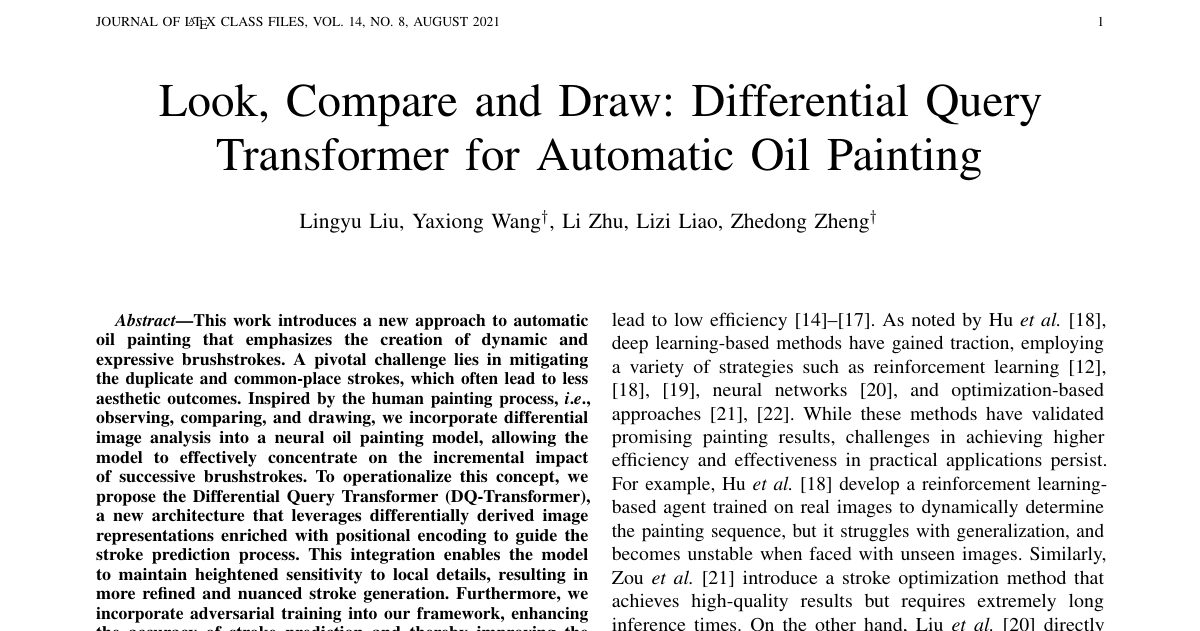 JOURNAL OF LATEX CLASS FILES, VOL. 14, NO. 8, AUGUST 2021
1
Look, Compare and Draw: Differential Query
Transformer for Automatic Oil Painting
Lingyu Liu, Yaxiong Wang†, Li Zhu, Lizi Liao, Zhedong Zheng†
Abstract—This work introduces a new approach to automatic
oil painting that emphasizes the creation of dynamic and
expressive brushstrokes. A pivotal challenge lies in mitigating
the duplicate and common-place strokes, which often lead to less
aesthetic outcomes. Inspired by the human painting process, i.e.,
observing, comparing, and drawing, we incorporate differential
image analysis into a neural oil painting model, allowing the
model to effectively concentrate on the incremental impact
of successive brushstrokes. To operationalize this concept, we
propose the Differential Query Transformer (DQ-Transformer),
a new architecture that leverages differentially derived image
representations enriched with positional encoding to guide the
stroke prediction process. This integration enables the model
to maintain heightened sensitivity to local details, resulting in
more refined and nuanced stroke generation. Furthermore, we
incorporate adversarial training into our framework, enhancing
the accuracy of stroke prediction and thereby improving the
lead to low efficiency [14]–[17]. As noted by Hu et al. [18],
deep learning-based methods have gained traction, employing
a variety of strategies such as reinforcement learning [12],
[18], [19], neural networks [20], and optimization-based
approaches [21], [22]. While these methods have validated
promising painting results, challenges in achieving higher
efficiency and effectiveness in practical applications persist.
For example, Hu et al. [18] develop a reinforcement learning-
based agent trained on real images to dynamically determine
the painting sequence, but it struggles with generalization, and
becomes unstable when faced with unseen images. Similarly,
Zou et al. [21] introduce a stroke optimization method that
achieves high-quality results but requires extremely long
inference times. On the other hand, Liu et al. [20] directly